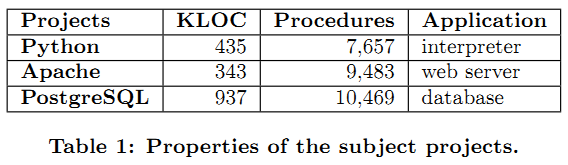 Projects KLOC Procedures Application
Python 435 7,657 interpreter
Apache 343 9,483 web server
PostgreSQL 937 10,469 database
Table 1: Properties of the subject projects.